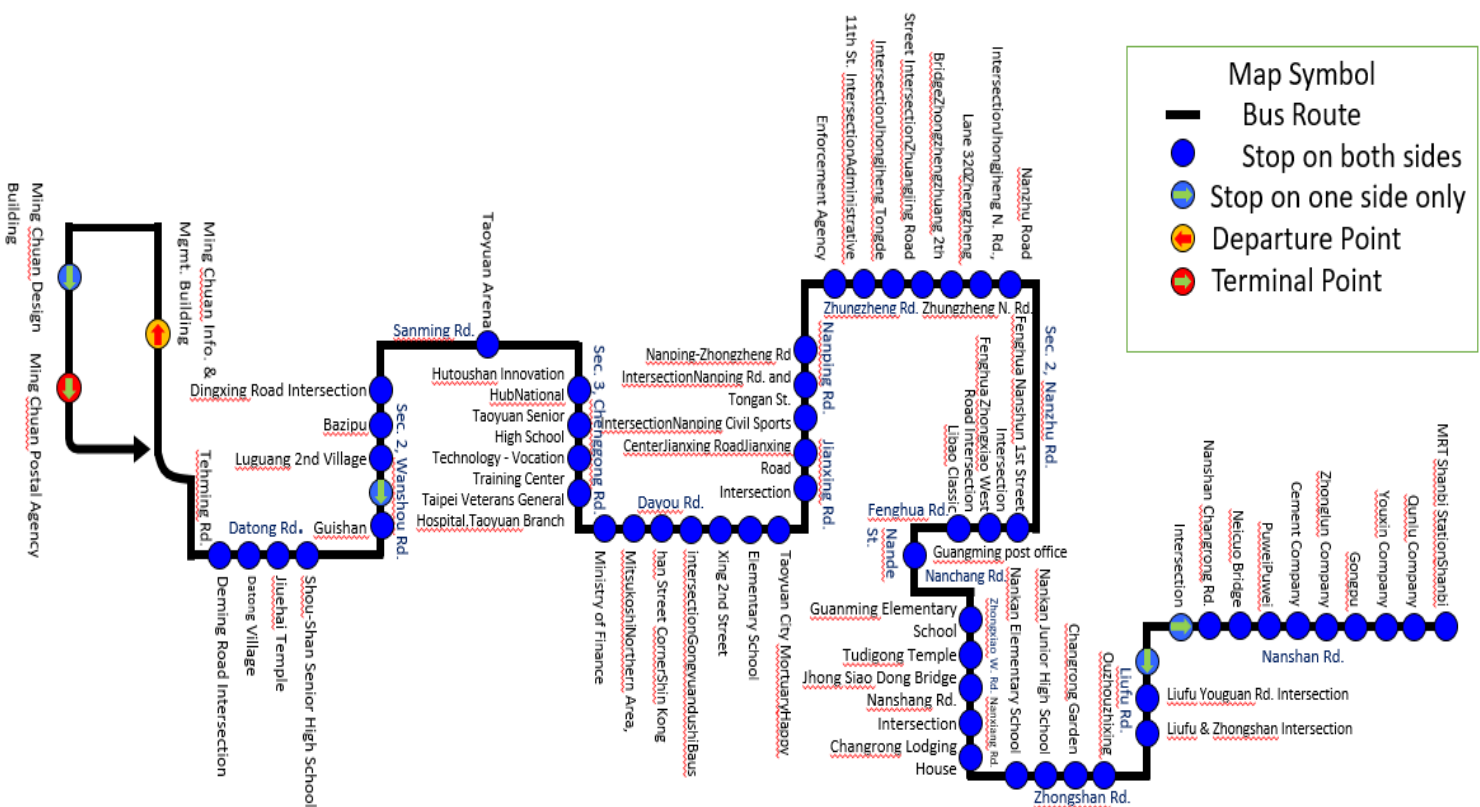 Map Symbol
Bus Route
Stop on both sides
Stop on one side only
Departure Point
Terminal Point
Ming Chuan Design
Building
Ming Chuan Postal Agency
Ming Chuan Info. &
Mgmt. Building
Tehming Rd.
Datong Rd.
Deming Road Intersection
Datong Village
Jiuehai Temple
Shou-Shan Senior High School
Dingxing Road Intersection
Bazipu
Luguang 2nd Village
Guishan
Sec. 2, Wanshou Rd.
Sanming Rd.
Taoyuan Arena
Hutoushan Innovation
HubNational
Taoyuan Senior
High School
Technology - Vocation
Training Center
Taipei Veterans General
Hospital,Taoyuan Branch
Sec. 3, Chenggong Rd.
Dayou Rd.
Ministry of Finance
MitsukoshiNorthern Area,
han Street CornerShin Kong
intersectionGongyuandushiBaus
Xing 2nd Street
Elementary School
Taoyuan City MortuaryHappy
Nanping-Zhongzheng Rd
IntersectionNanping Rd. and
Tongan St.
IntersectionNanping Civil Sports
CenterJianxing RoadJianxing
Road
Intersection
Nanping Rd.
Jianxing Rd.
Enforcement Agency
11th St. IntersectionAdministrative
IntersectionJhongjheng Tongde
Street IntersectionZhuangjing Road
BridgeZhongzhengzhuang 2th
Lane 320Zhengzheng
IntersectionJhongjheng N. Rd.,
Nanzhu Road
Zhungzheng Rd.
Zhungzheng N. Rd.
Sec. 2, Nanzhu Rd.
Fenghua Nanshun 1st Street
Intersection
Fenghua Zhongxiao West
Road Intersection
Libao Classic
Fenghua Rd.
Guangming post office
Nande
St.
Nanchang Rd.
Guanming Elementary
School
Tudigong Temple
Jhong Siao Dong Bridge
Nanshang Rd.
Intersection
Changrong Lodging
House
Zhongxiao W. Rd.
Nanxiang Rd.
Nankan Elementary School
Nankan Junior High School
Changrong Garden
Ouzhouzhixing
Zhongshan Rd.
Liufu Rd.
Liufu Youguan Rd. Intersection
Liufu & Zhongshan Intersection
Intersection
Nanshan Changrong Rd.
Neicuo Bridge
PuweiPuwei
Cement Company
Zhonglun Company
Gongpu
Youxin Company
Qunlu Company
MRT Shanbi StationShanbi
Nanshan Rd.